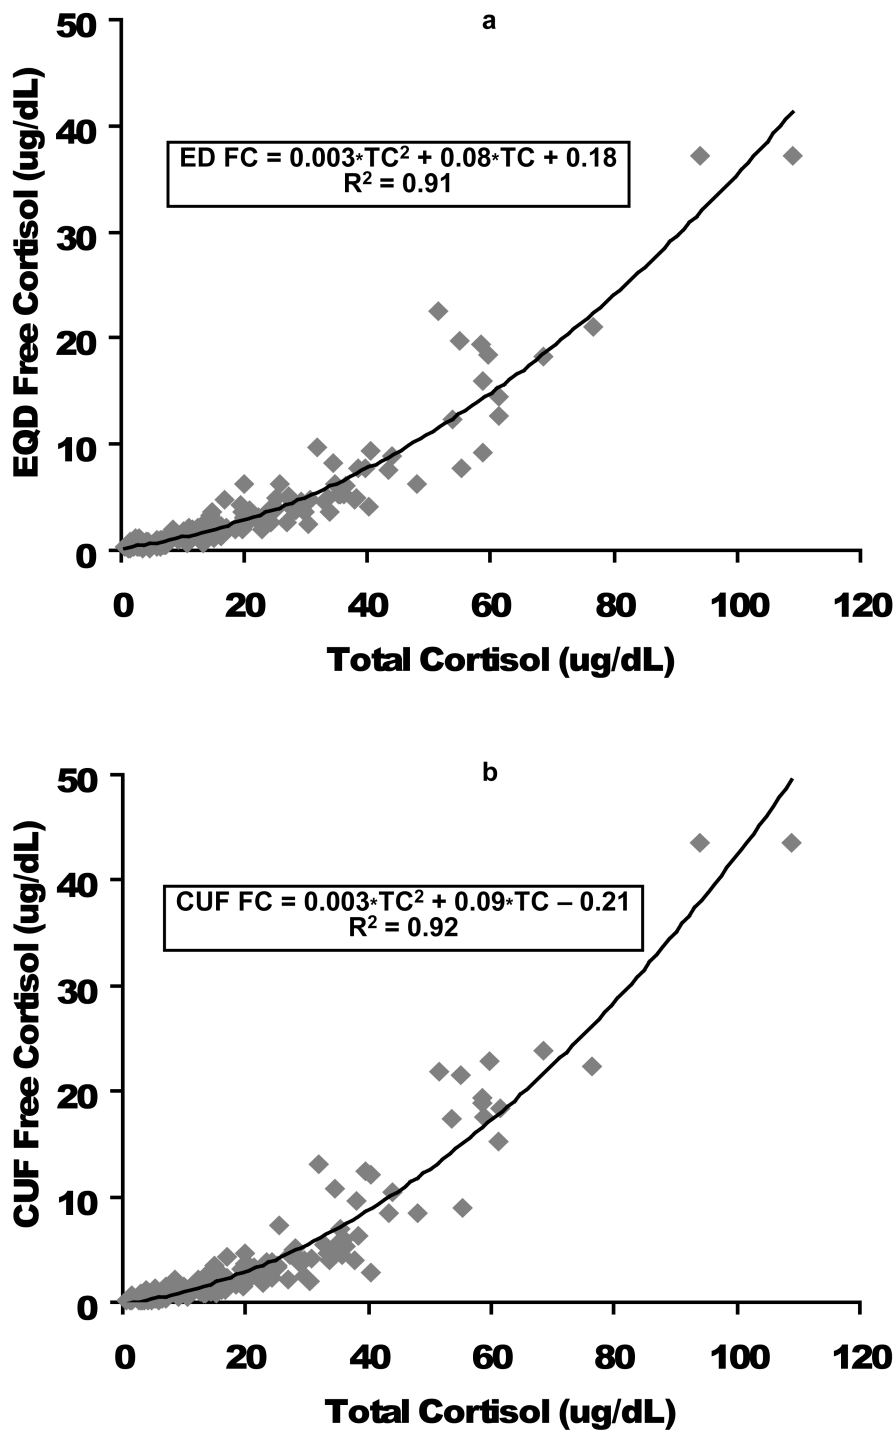 a
50
40
30
20
10
0
EQD Free Cortisol (ug/dL)
ED FC = 0.003*TC² + 0.08*TC + 0.18
R² = 0.91
0 20 40 60 80 100 120
Total Cortisol (ug/dL)
b
50
40
30
20
10
0
CUF Free Cortisol (ug/dL)
CUF FC = 0.003*TC² + 0.09*TC – 0.21
R² = 0.92
0 20 40 60 80 100 120
Total Cortisol (ug/dL)